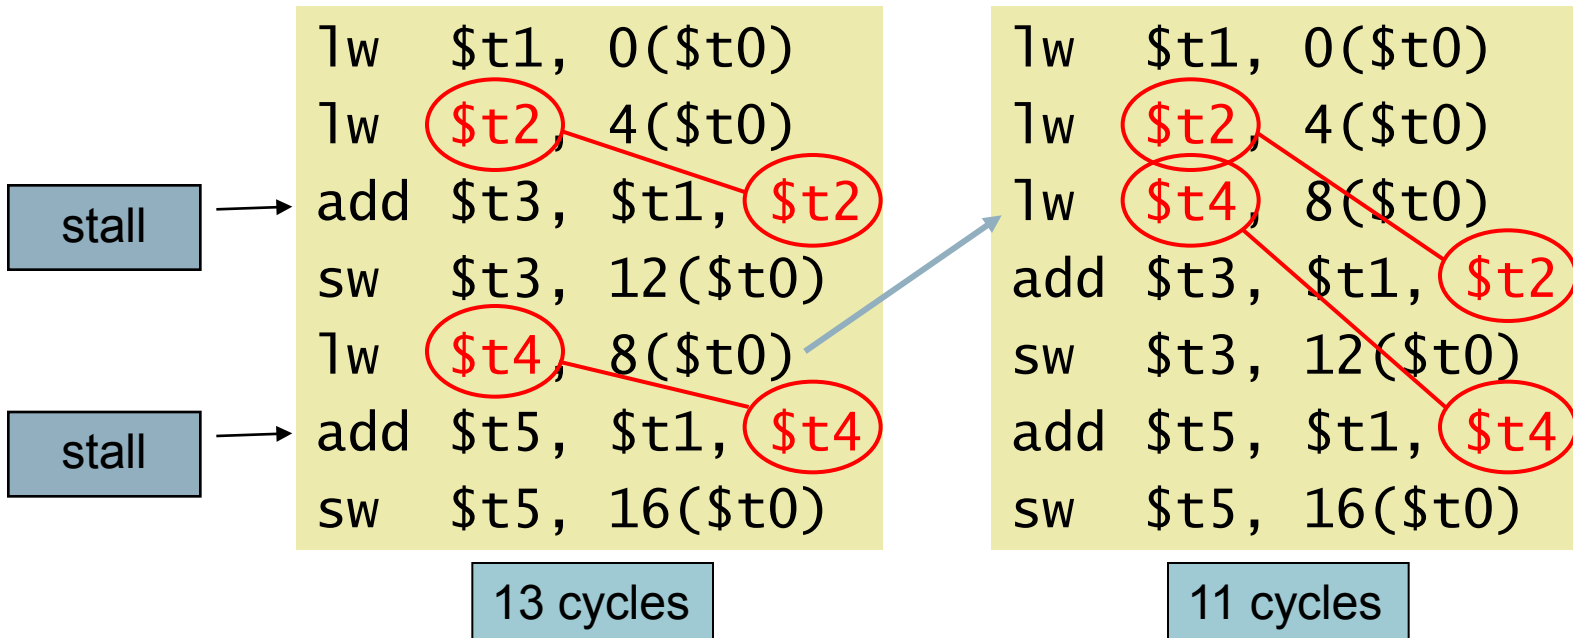 lw $t1, 0($t0)
lw $t2, 4($t0)
add $t3, $t1, $t2
sw $t3, 12($t0)
lw $t4, 8($t0)
add $t5, $t1, $t4
sw $t5, 16($t0)
stall
stall
13 cycles
lw $t1, 0($t0)
lw $t2, 4($t0)
lw $t4, 8($t0)
add $t3, $t1, $t2
sw $t3, 12($t0)
add $t5, $t1, $t4
sw $t5, 16($t0)
11 cycles